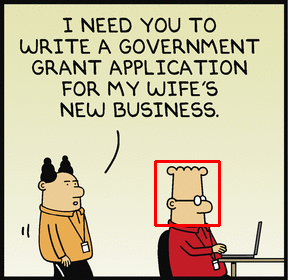 I NEED YOU TO
WRITE A GOVERNMENT
GRANT APPLICATION
FOR MY WIFE'S
NEW BUSINESS.